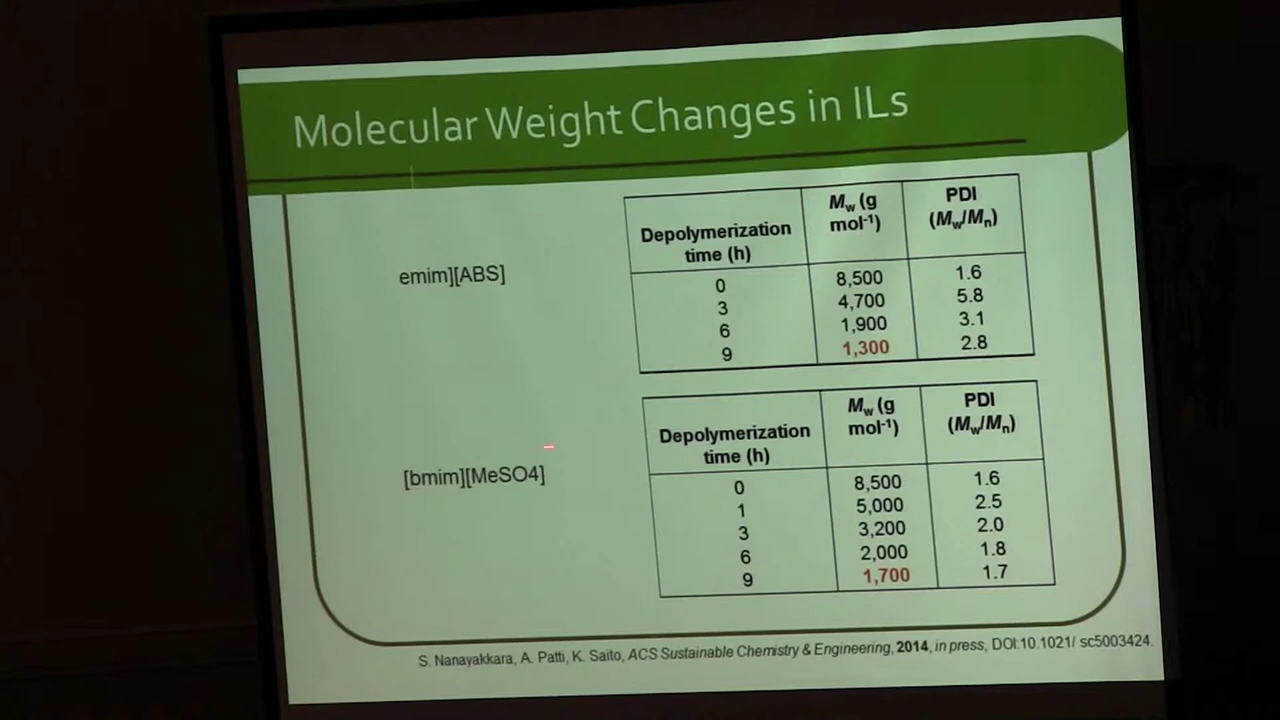 Molecular Weight Changes in ILs
emim][ABS]
Depolymerization time (h) Mw (g mol-1) PDI (Mw/Mn)
0 8,500 1.6
3 4,700 5.8
6 1,900 3.1
9 1,300 2.8
[bmim][MeSO4]
Depolymerization time (h) Mw (g mol-1) PDI (Mw/Mn)
0 8,500 1.6
1 5,000 2.5
3 3,200 2.0
6 2,000 1.8
9 1,700 1.7
S. Nanayakkara, A. Patti, K. Saito, ACS Sustainable Chemistry & Engineering, 2014, in press, DOI:10.1021/ sc5003424.